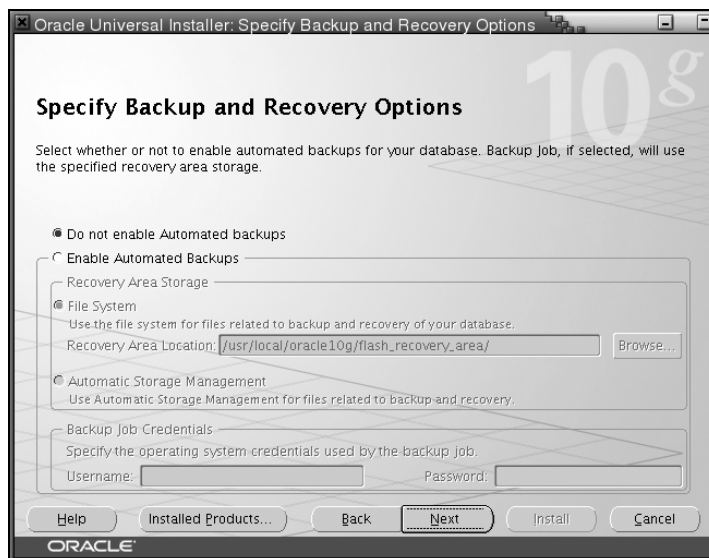 Oracle Universal Installer: Specify Backup and Recovery Options
10g
Specify Backup and Recovery Options
Select whether or not to enable automated backups for your database. Backup Job, if selected, will use
the specified recovery area storage.
Do not enable Automated backups
Enable Automated Backups
Recovery Area Storage
File System
Use the file system for files related to backup and recovery of your database.
Recovery Area Location: /usr/local/oracle10g/flash_recovery_area/ Browse...
Automatic Storage Management
Use Automatic Storage Management for files related to backup and recovery.
Backup Job Credentials
Specify the operating system credentials used by the backup job.
Username: Password:
Help Installed Products... Back Next Install Cancel
ORACLE